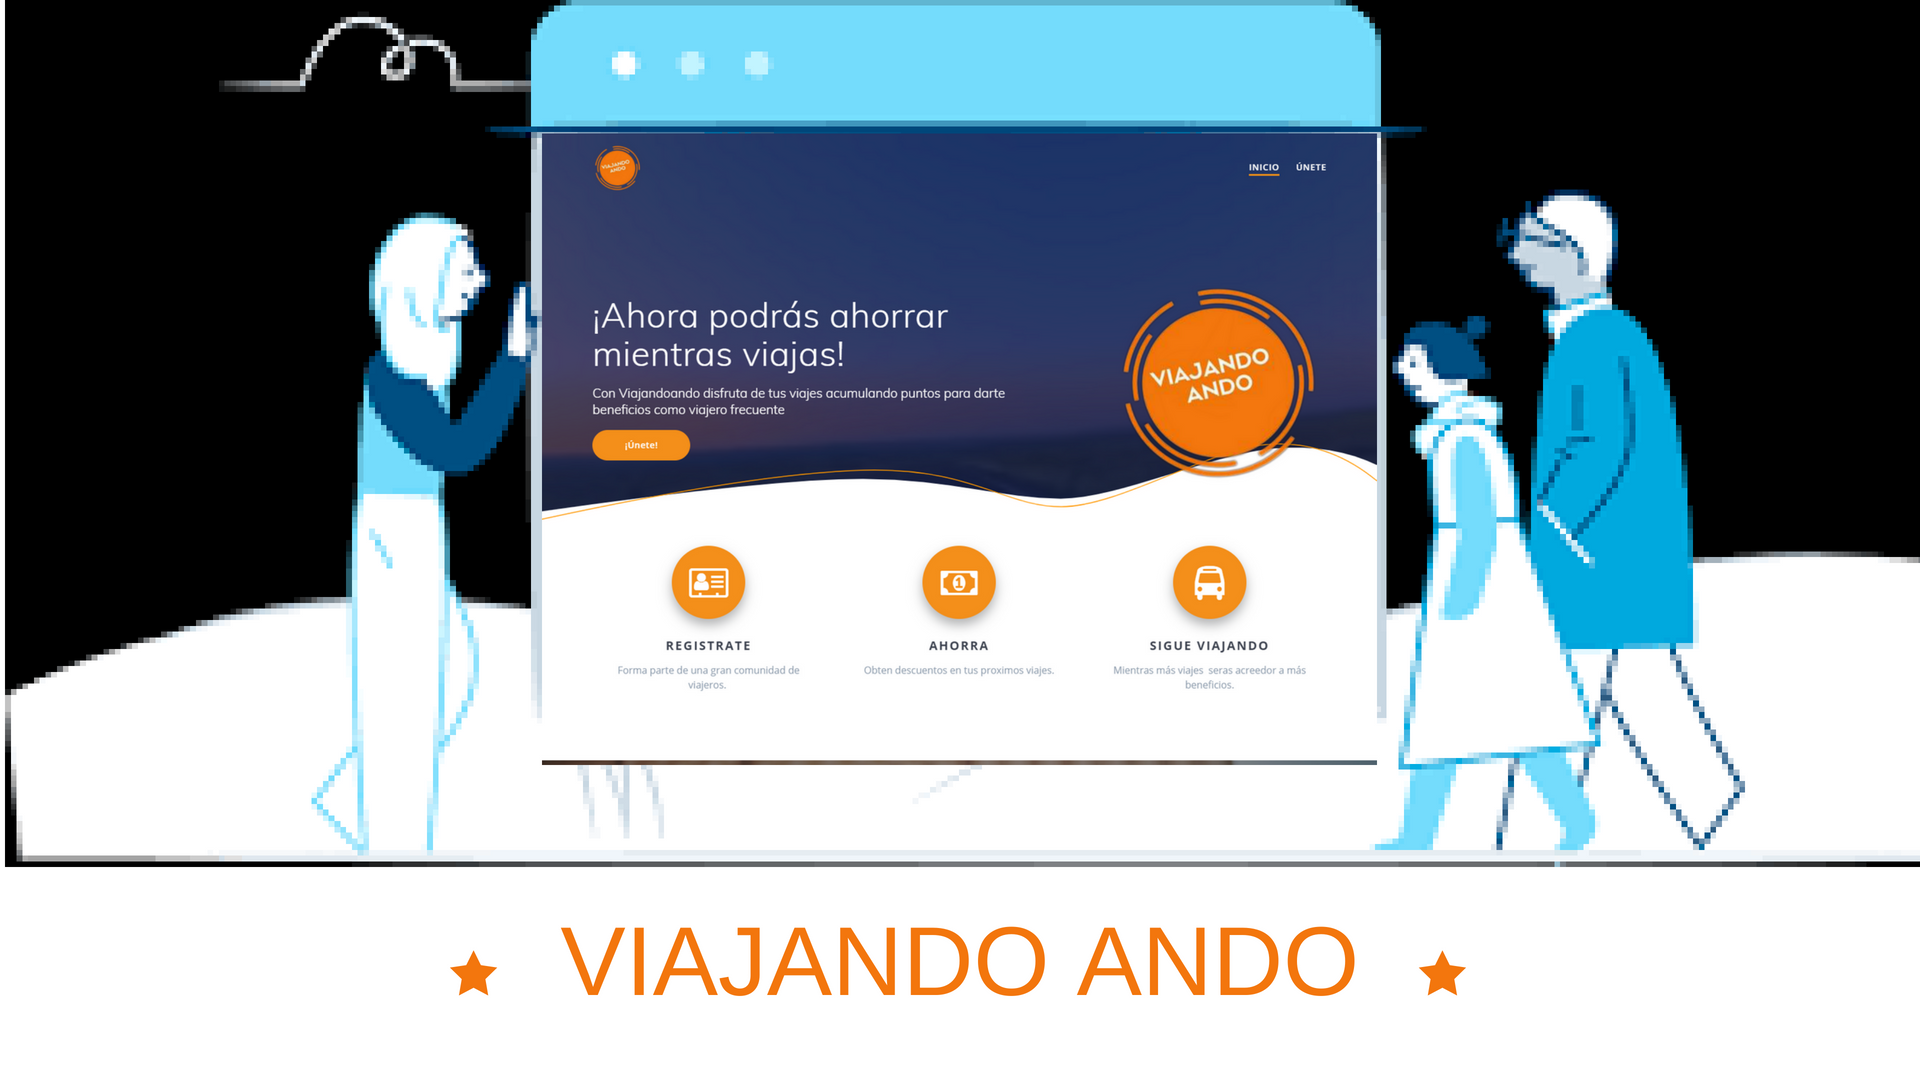 VIAJANDO
ANDO
INICIO ÚNETE
¡Ahora podrás ahorrar
mientras viajas!
Con Viajandoando disfruta de tus viajes acumulando puntos para darte
beneficios como viajero frecuente
¡Únete!
VIAJANDO
ANDO
1
REGISTRATE
Forma parte de una gran comunidad de
viajeros.
AHORRA
Obten descuentos en tus proximos viajes.
SIGUE VIAJANDO
Mientras más viajes seras acreedor a más
beneficios.
VIAJANDO ANDO